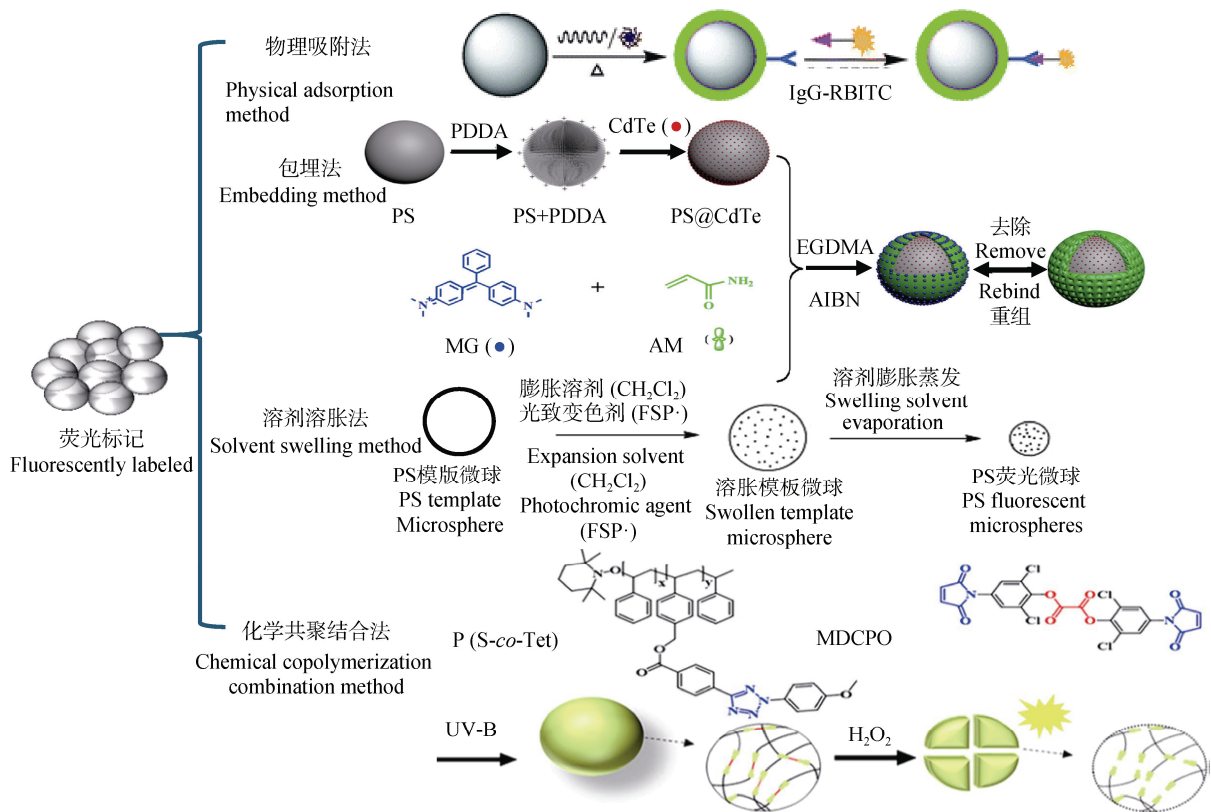 物理吸附法
Physical adsorption
method
/
Δ
IgG-RBITC
包埋法
Embedding method
PDDA
CdTe (●)
PS
PS+PDDA
PS@CdTe
N+
N
+
NH2
O
MG (●)
AM
( )
EGDMA
AIBN
去除
Remove
Rebind
重组
荧光标记
Fluorescently labeled
溶剂溶胀法
Solvent swelling method
PS模版微球
PS template
Microsphere
膨胀溶剂 (CH2Cl2)
光致变色剂 (FSP·)
Expansion solvent
(CH2Cl2)
Photochromic agent
(FSP·)
溶胀模板微球
Swollen template
microsphere
溶剂膨胀蒸发
Swelling solvent
evaporation
PS荧光微球
PS fluorescent
microspheres
化学共聚结合法
Chemical copolymerization
combination method
P (S-co-Tet)
N-O
x
y
O
O
N
N
N
N
O
MDCPO
O
N
O
Cl
Cl
O
O
O
O
Cl
Cl
O
N
O
UV-B
H2O2